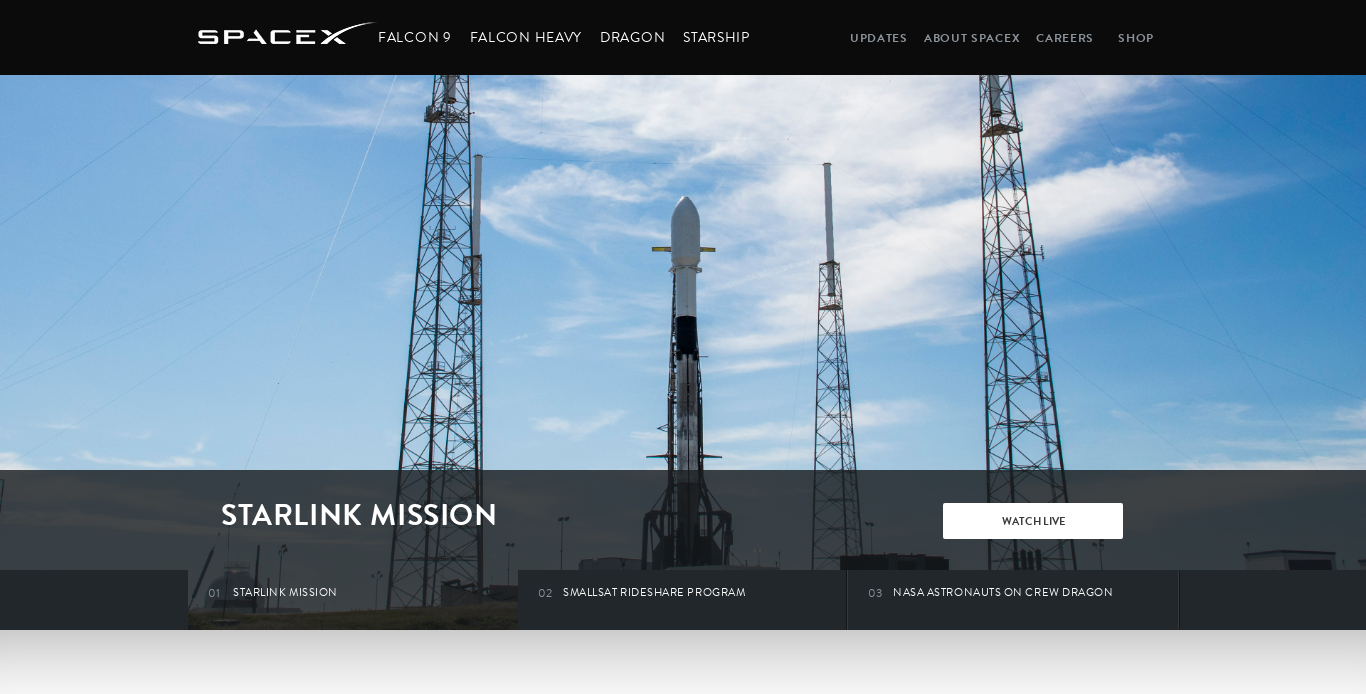 SPACEX FALCON 9 FALCON HEAVY DRAGON STARSHIP UPDATES ABOUT SPACEX CAREERS SHOP
STARLINK MISSION
WATCH LIVE
01 STARLINK MISSION
02 SMALLSAT RIDESHARE PROGRAM
03 NASA ASTRONAUTS ON CREW DRAGON